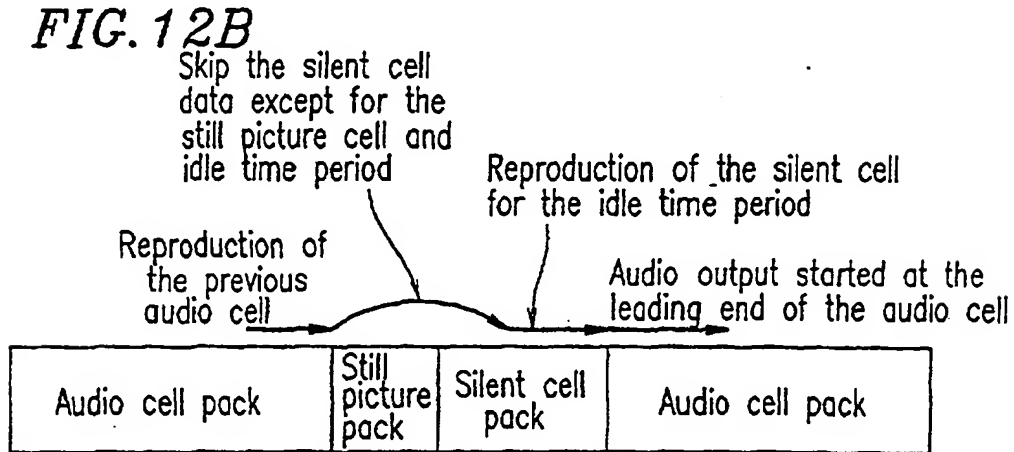 FIG. 12B
Skip the silent cell
data except for the
still picture cell and
idle time period
Reproduction of the silent cell
for the idle time period
Reproduction of
the previous
audio cell
Audio output started at the
leading end of the audio cell
Audio cell pack
Still
picture
pack
Silent cell
pack
Audio cell pack